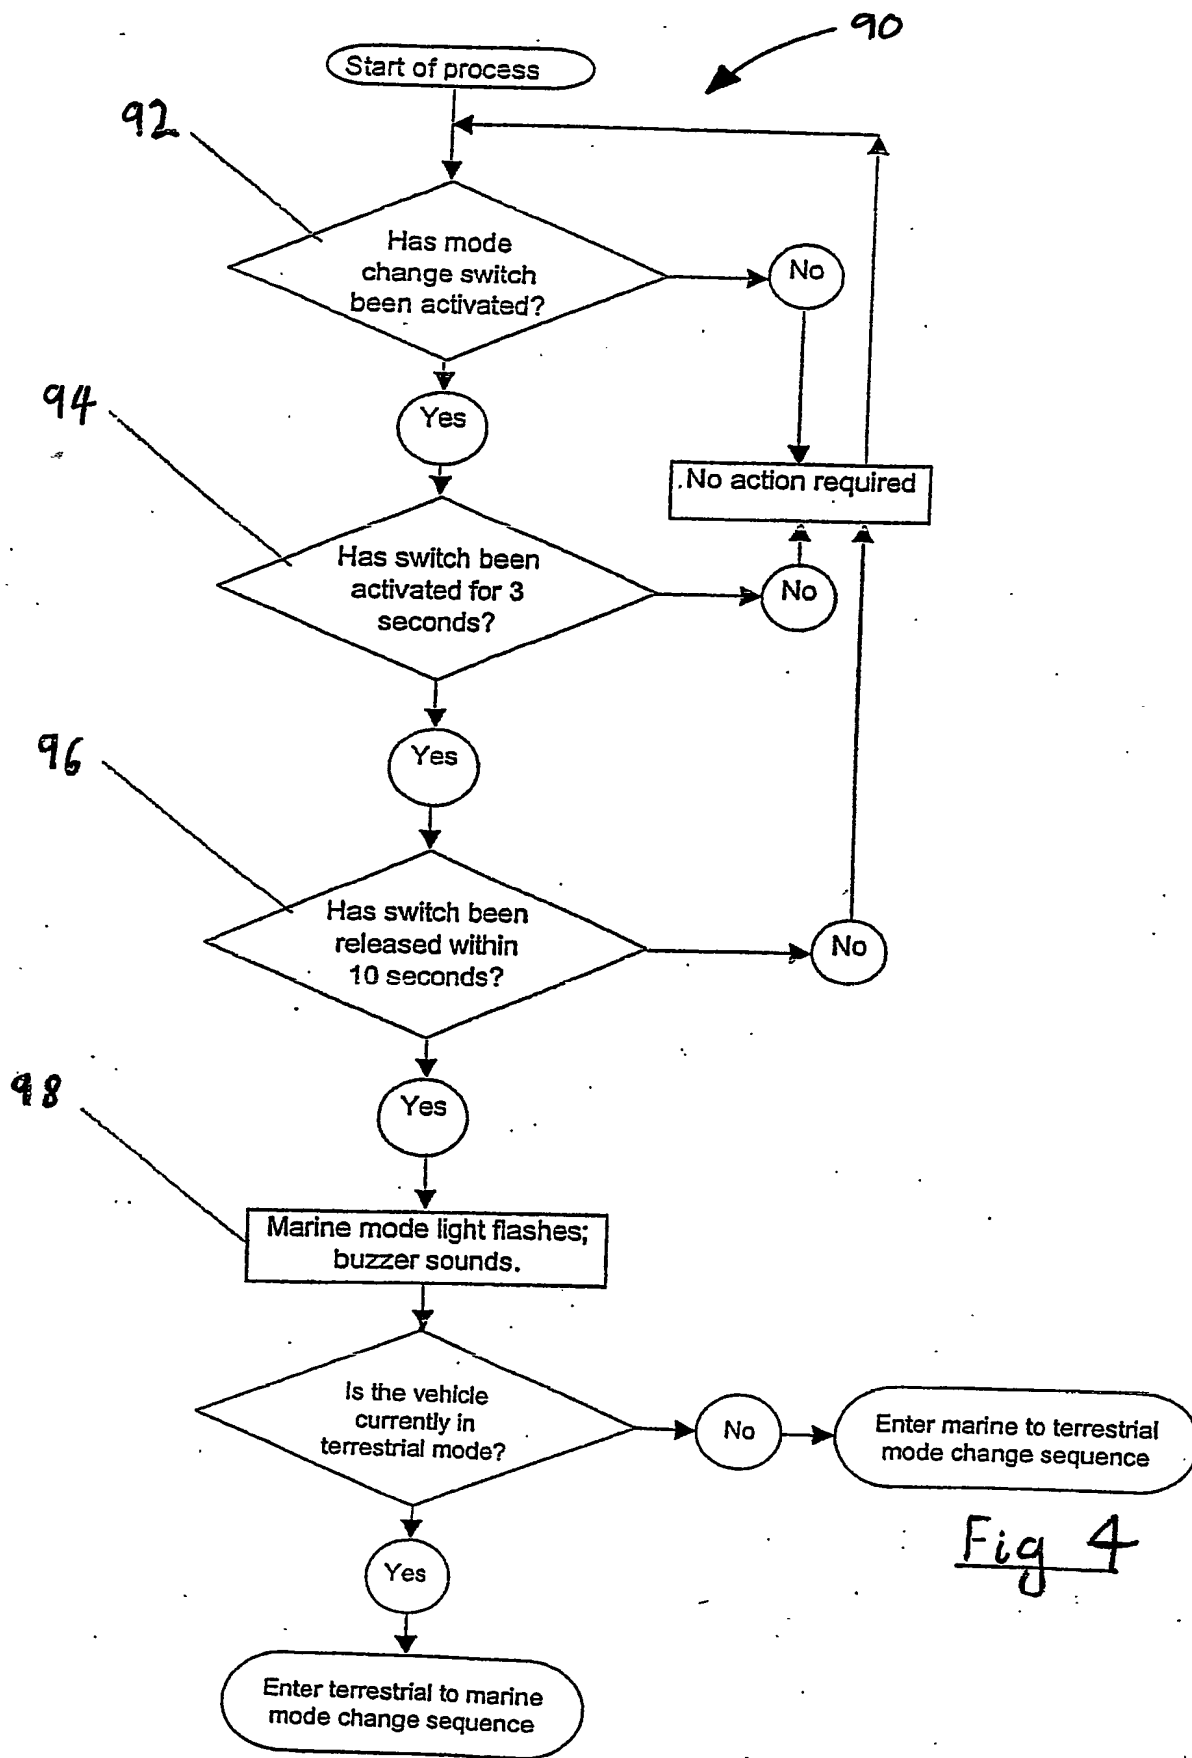 90
Start of process
92
Has mode
change switch
been activated?
No
Yes
94
No action required
Has switch been
activated for 3
seconds?
No
Yes
96
Has switch been
released within
10 seconds?
No
Yes
98
Marine mode light flashes;
buzzer sounds.
Is the vehicle
currently in
terrestrial mode?
No
Enter marine to terrestrial
mode change sequence
Fig 4
Yes
Enter terrestrial to marine
mode change sequence